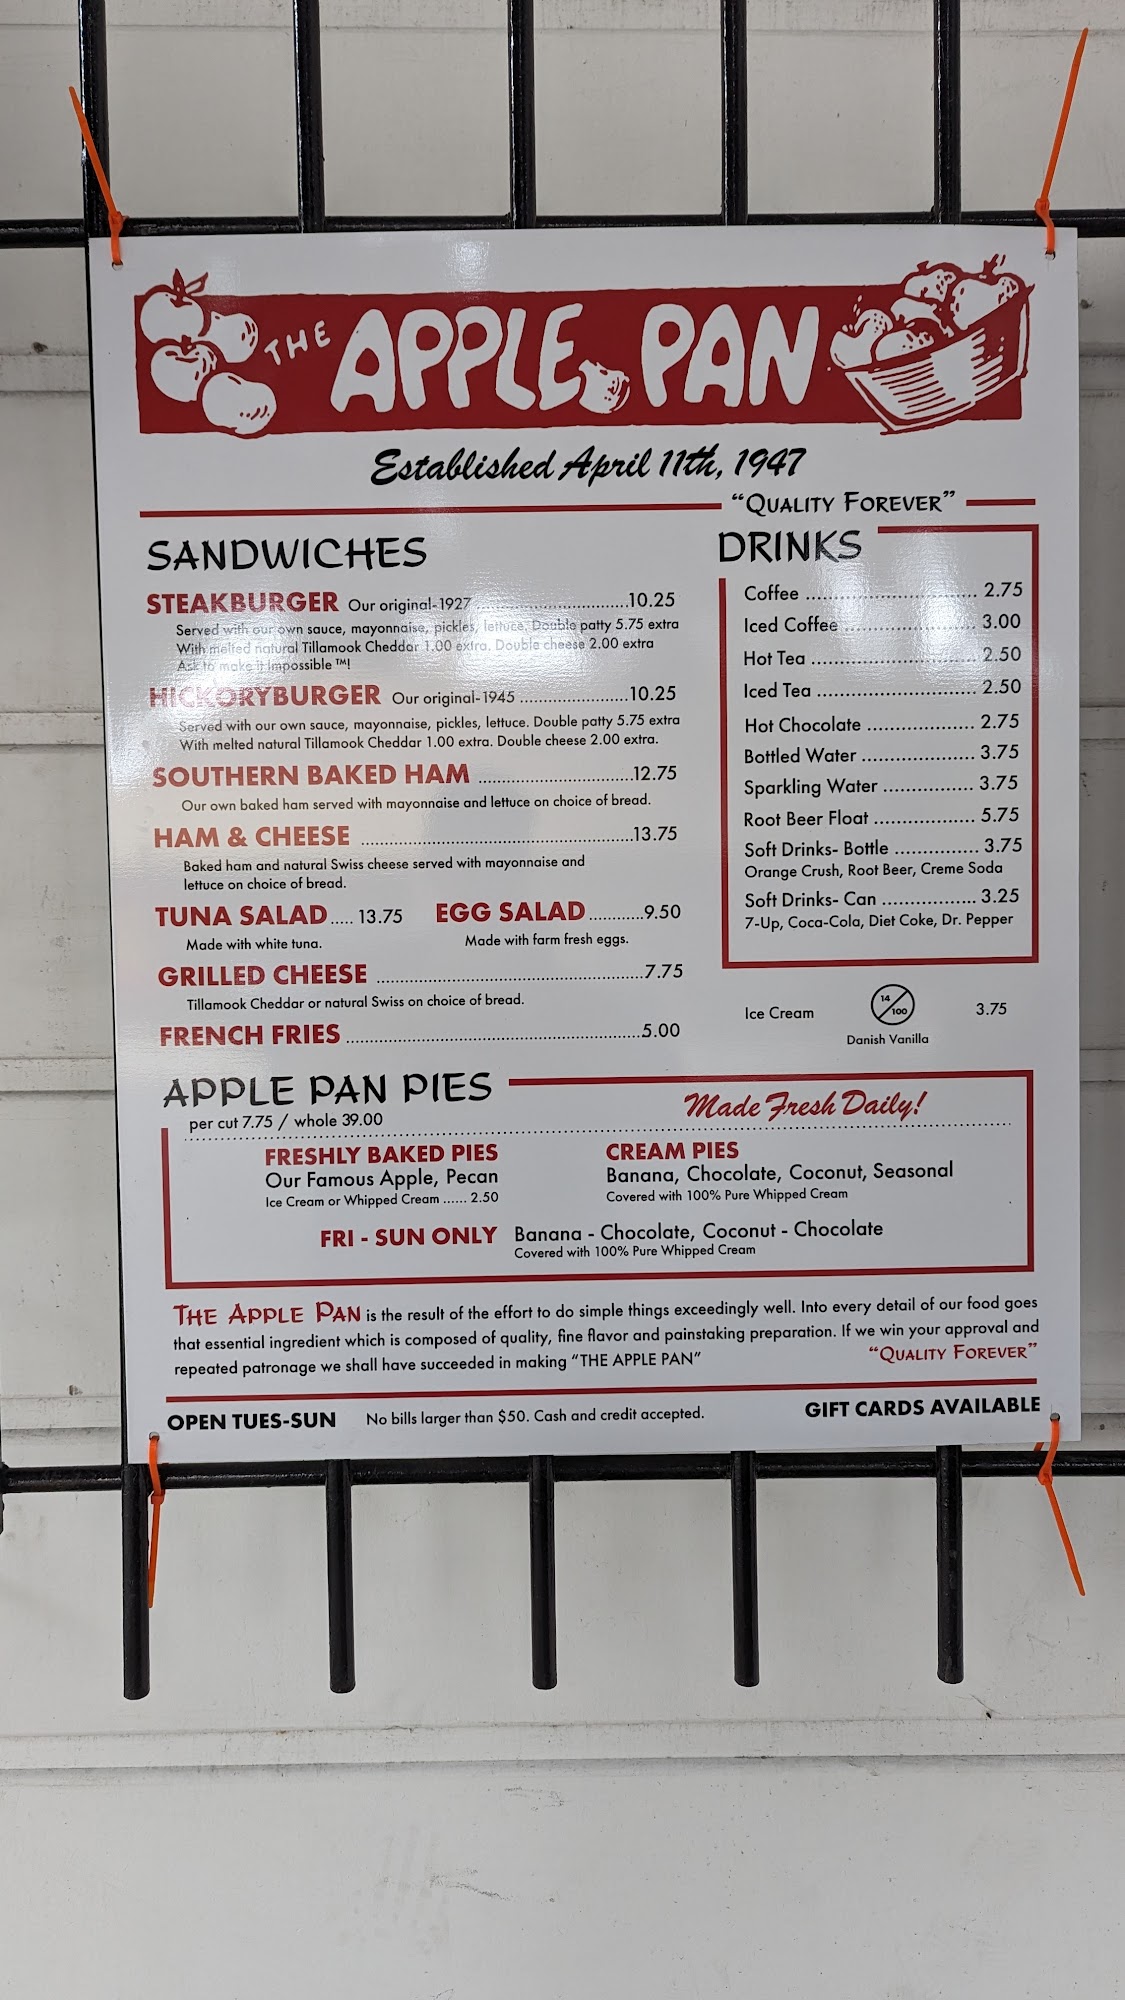 THE APPLE PAN
Established April 11th, 1947
"QUALITY FOREVER"
SANDWICHES
STEAKBURGER Our original-1927 ..............................10.25
Served with our own sauce, mayonnaise, pickles, lettuce. Double patty 5.75 extra
With melted natural Tillamook Cheddar 1.00 extra. Double cheese 2.00 extra
Ask to make it Impossible ™!
HICKORYBURGER Our original-1945 .....................10.25
Served with our own sauce, mayonnaise, pickles, lettuce. Double patty 5.75 extra
With melted natural Tillamook Cheddar 1.00 extra. Double cheese 2.00 extra.
SOUTHERN BAKED HAM ..............................12.75
Our own baked ham served with mayonnaise and lettuce on choice of bread.
HAM & CHEESE ....................................................13.75
Baked ham and natural Swiss cheese served with mayonnaise and
lettuce on choice of bread.
TUNA SALAD..... 13.75 EGG SALAD...........9.50
Made with white tuna. Made with farm fresh eggs.
GRILLED CHEESE ...................................................7.75
Tillamook Cheddar or natural Swiss on choice of bread.
FRENCH FRIES .........................................................5.00
DRINKS
Coffee ............................... 2.75
Iced Coffee ........................ 3.00
Hot Tea .............................. 2.50
Iced Tea ............................. 2.50
Hot Chocolate .................... 2.75
Bottled Water ..................... 3.75
Sparkling Water ................. 3.75
Root Beer Float .................. 5.75
Soft Drinks- Bottle ............... 3.75
Orange Crush, Root Beer, Creme Soda
Soft Drinks- Can ................. 3.25
7-Up, Coca-Cola, Diet Coke, Dr. Pepper
Ice Cream 14/100 3.75
Danish Vanilla
APPLE PAN PIES
per cut 7.75 / whole 39.00
Made Fresh Daily!
FRESHLY BAKED PIES
Our Famous Apple, Pecan
Ice Cream or Whipped Cream ...... 2.50
CREAM PIES
Banana, Chocolate, Coconut, Seasonal
Covered with 100% Pure Whipped Cream
FRI - SUN ONLY Banana - Chocolate, Coconut - Chocolate
Covered with 100% Pure Whipped Cream
THE APPLE PAN is the result of the effort to do simple things exceedingly well. Into every detail of our food goes
that essential ingredient which is composed of quality, fine flavor and painstaking preparation. If we win your approval and
repeated patronage we shall have succeeded in making "THE APPLE PAN" "QUALITY FOREVER"
OPEN TUES-SUN No bills larger than $50. Cash and credit accepted. GIFT CARDS AVAILABLE